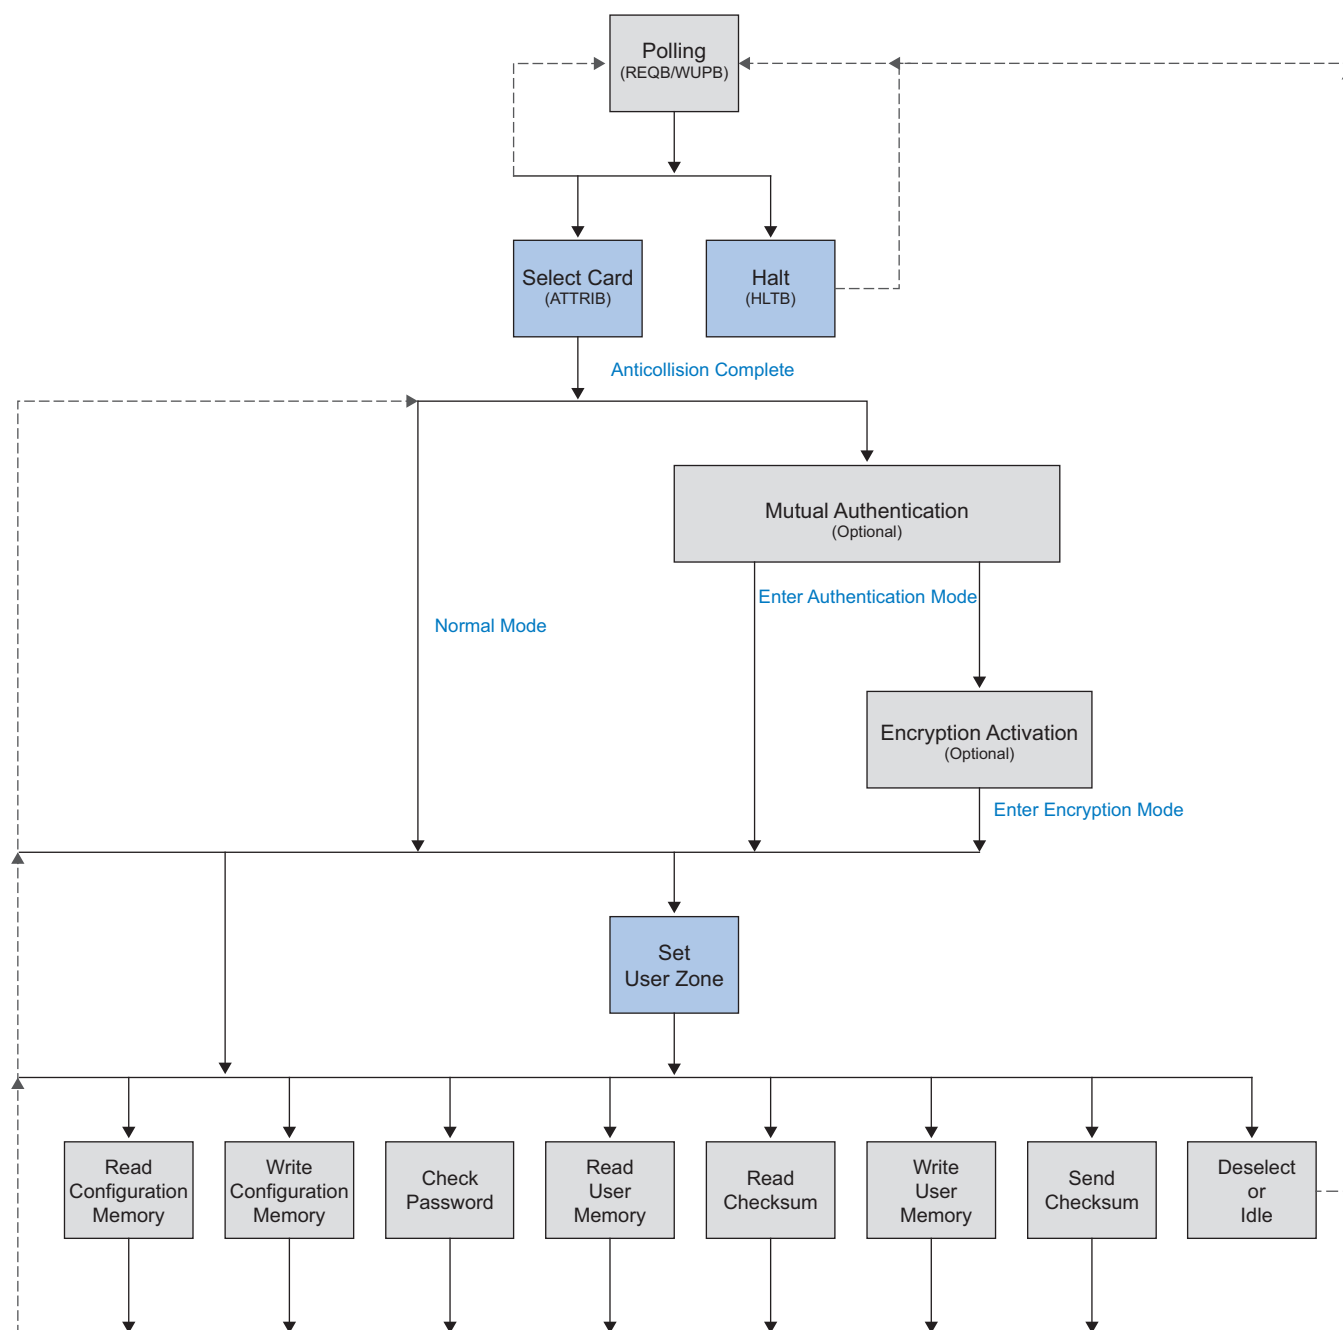 Polling
(REQB/WUPB)
Select Card
(ATTRIB)
Halt
(HLTB)
Anticollision Complete
Mutual Authentication
(Optional)
Enter Authentication Mode
Normal Mode
Encryption Activation
(Optional)
Enter Encryption Mode
Set
User Zone
Read
Configuration
Memory
Write
Configuration
Memory
Check
Password
Read
User
Memory
Read
Checksum
Write
User
Memory
Send
Checksum
Deselect
or
Idle